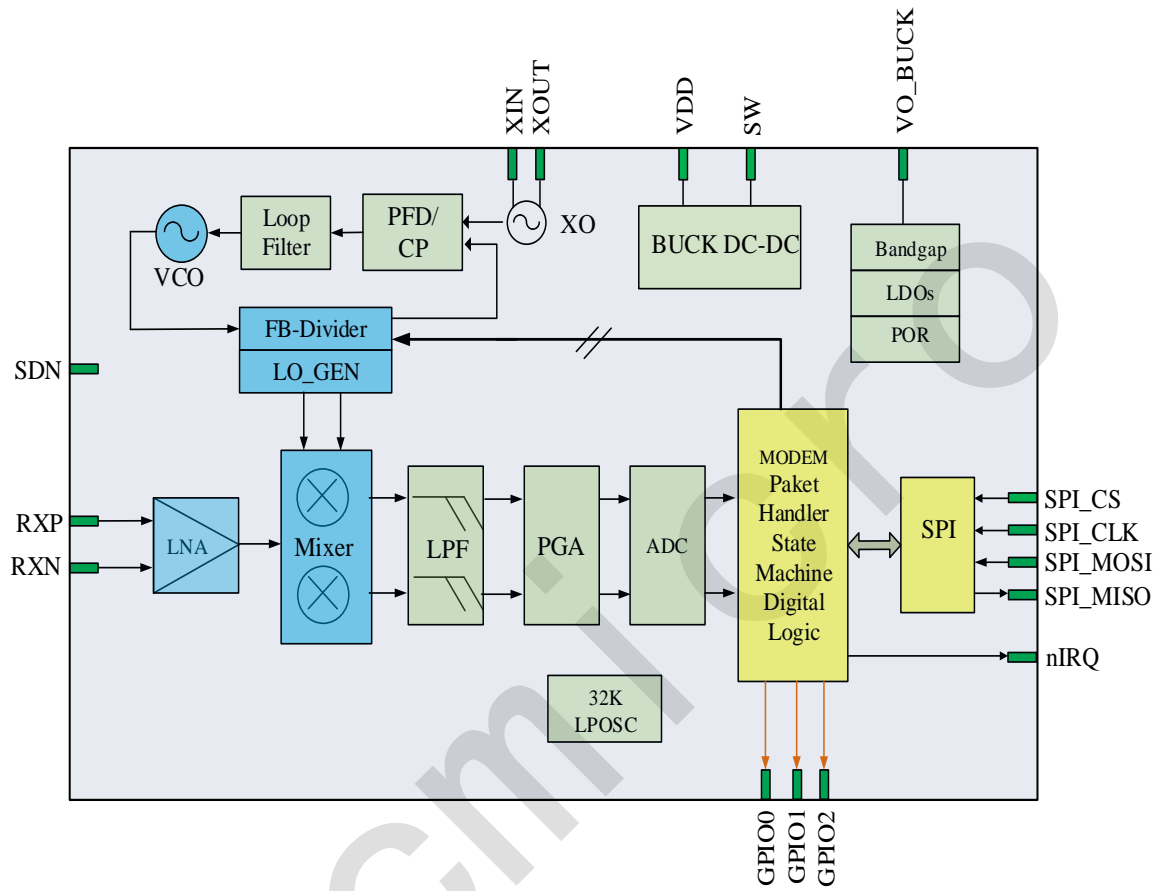 XIN
XOUT
VDD
SW
VO_BUCK
VCO
Loop
Filter
PFD/
CP
XO
BUCK DC-DC
Bandgap
LDOs
POR
FB-Divider
LO_GEN
SDN
RXP
RXN
LNA
Mixer
LPF
PGA
ADC
MODEM
Paket
Handler
State
Machine
Digital
Logic
SPI
SPI_CS
SPI_CLK
SPI_MOSI
SPI_MISO
nIRQ
32K
LPOSC
GPIO0
GPIO1
GPIO2
cmicro